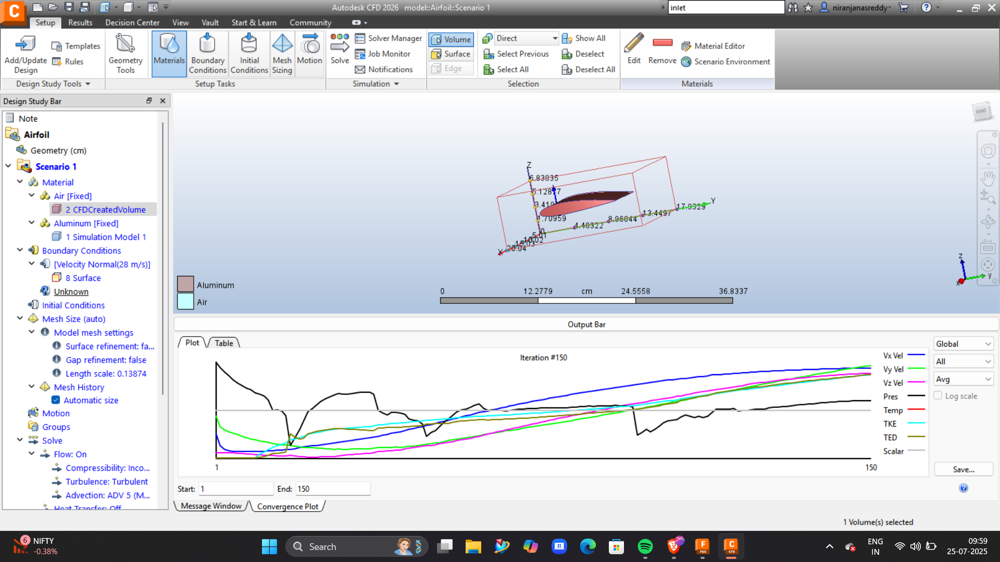 Autodesk CFD 2026 model::Airfoil::Scenario 1
inlet
niranjanasreddy
Setup
Results
Decision Center
View
Vault
Start & Learn
Community
Add/Update Design
Templates
Rules
Design Study Tools
Geometry Tools
Materials
Boundary Conditions
Initial Conditions
Mesh Sizing
Motion
Setup Tasks
Solve
Solver Manager
Job Monitor
Notifications
Simulation
Volume
Surface
Edge
Direct
Select Previous
Select All
Show All
Deselect
Deselect All
Selection
Edit
Remove
Material Editor
Scenario Environment
Materials
Design Study Bar
Note
Airfoil
Geometry (cm)
Scenario 1
Material
Air [Fixed]
2 CFDCreatedVolume
Aluminum [Fixed]
1 Simulation Model 1
Boundary Conditions
[Velocity Normal(28 m/s)]
8 Surface
Unknown
Initial Conditions
Mesh Size (auto)
Model mesh settings
Surface refinement: fa...
Gap refinement: false
Length scale: 0.13874
Mesh History
Automatic size
Motion
Groups
Solve
Flow: On
Compressibility: Inco...
Turbulence: Turbulent
Advection: ADV 5 (M...
Heat Transfer: Off
RIGHT
Z
6.83835
1.70959
0
5.01
10.02
15.03
20.04
X
4.48322
8.96644
13.4497
17.9329
Y
Aluminum
Air
0
12.2779
cm
24.5558
36.8337
z
y
x
Output Bar
Plot
Table
Iteration #150
Vx Vel
Vy Vel
Vz Vel
Pres
Temp
TKE
TED
Scalar
1
150
Global
All
Avg
Log scale
Save...
Start: 1
End: 150
Message Window
Convergence Plot
1 Volume(s) selected
6
NIFTY
-0.38%
Search
FUS
CFD
ENG
IN
09:59
25-07-2025